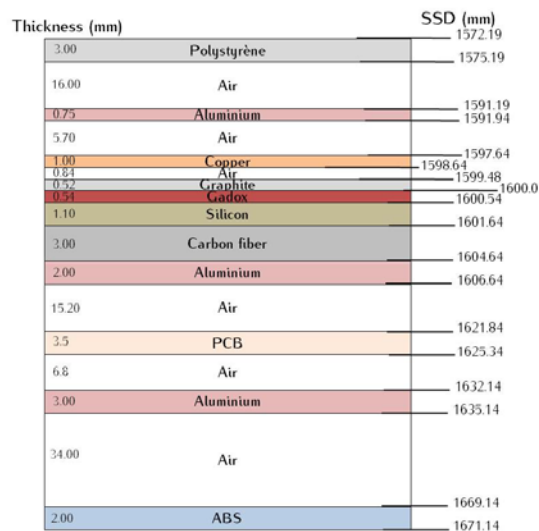 Thickness (mm) SSD (mm)
1572.19
3.00 Polystyrène
1575.19
16.00 Air
1591.19
0.75 Aluminium
1591.94
5.70 Air
1597.64
1.00 Copper
1598.64
0.84 Air
1599.48
0.52 Graphite
1600.0
0.54 Gadox
1600.54
1.10 Silicon
1601.64
3.00 Carbon fiber
1604.64
2.00 Aluminium
1606.64
15.20 Air
1621.84
3.5 PCB
1625.34
6.8 Air
1632.14
3.00 Aluminium
1635.14
34.00 Air
1669.14
2.00 ABS
1671.14